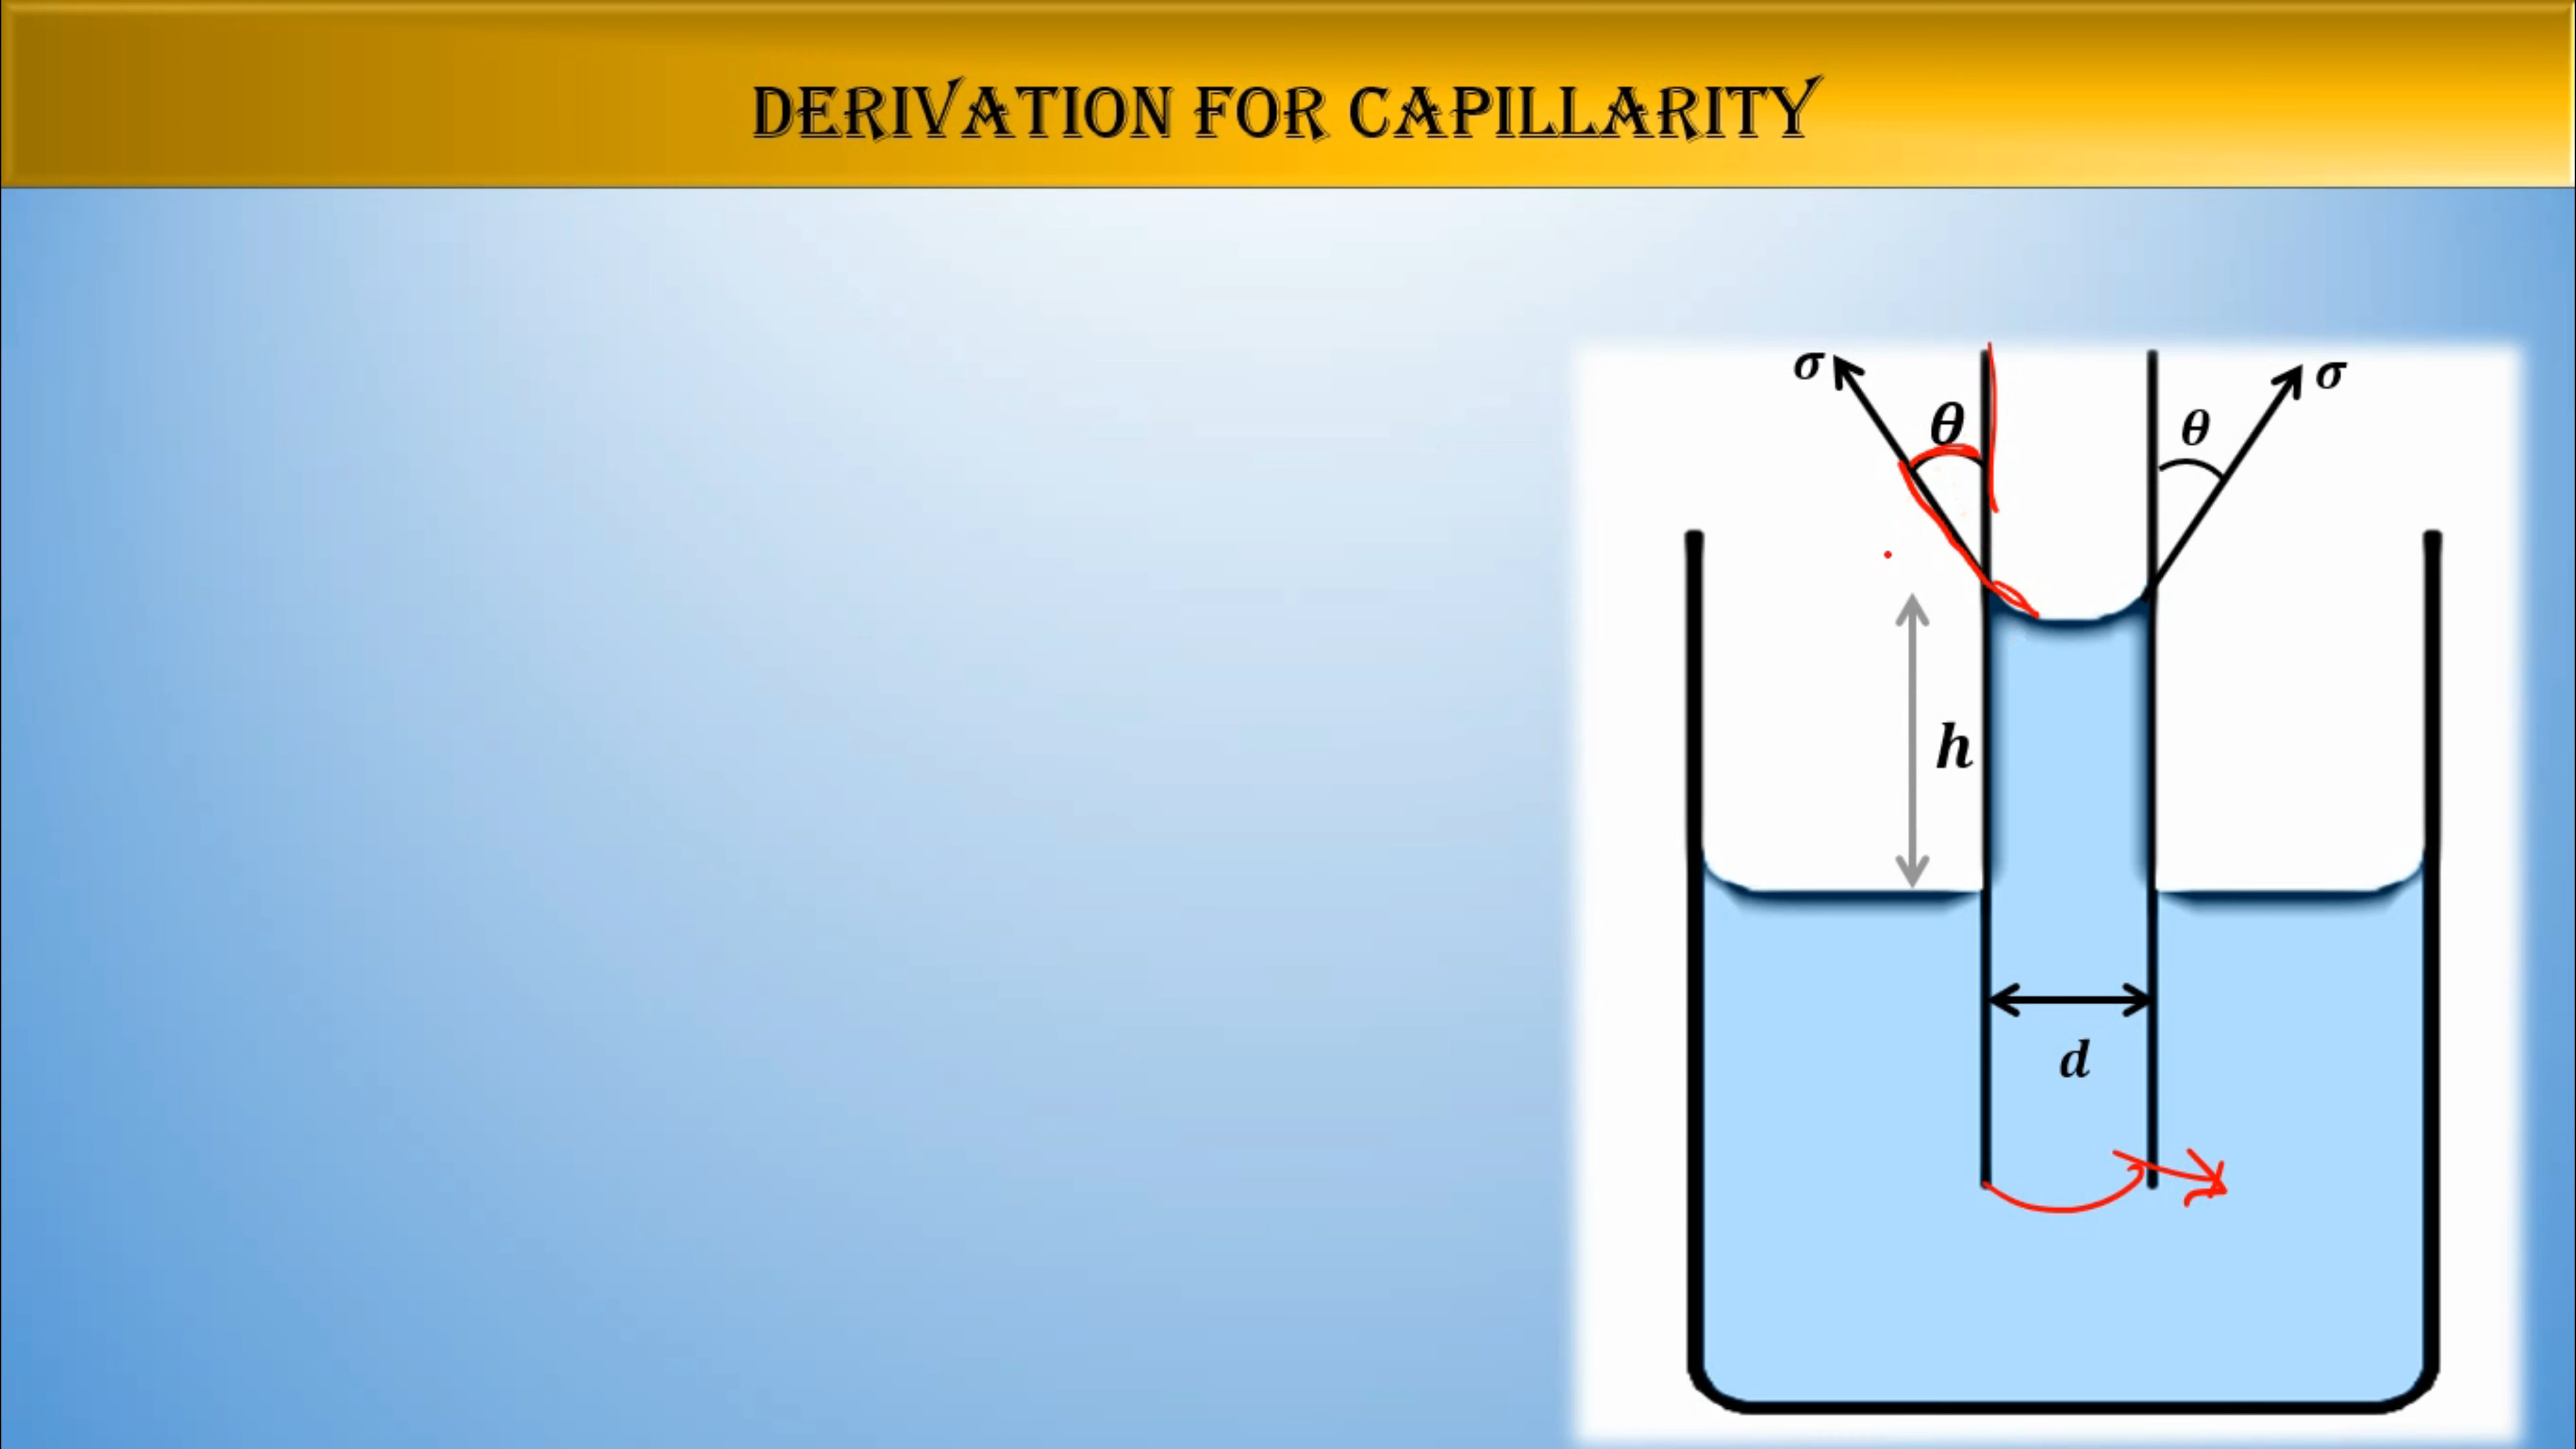 DERIVATION FOR CAPILLARITY
σ
θ
θ
σ
h
d